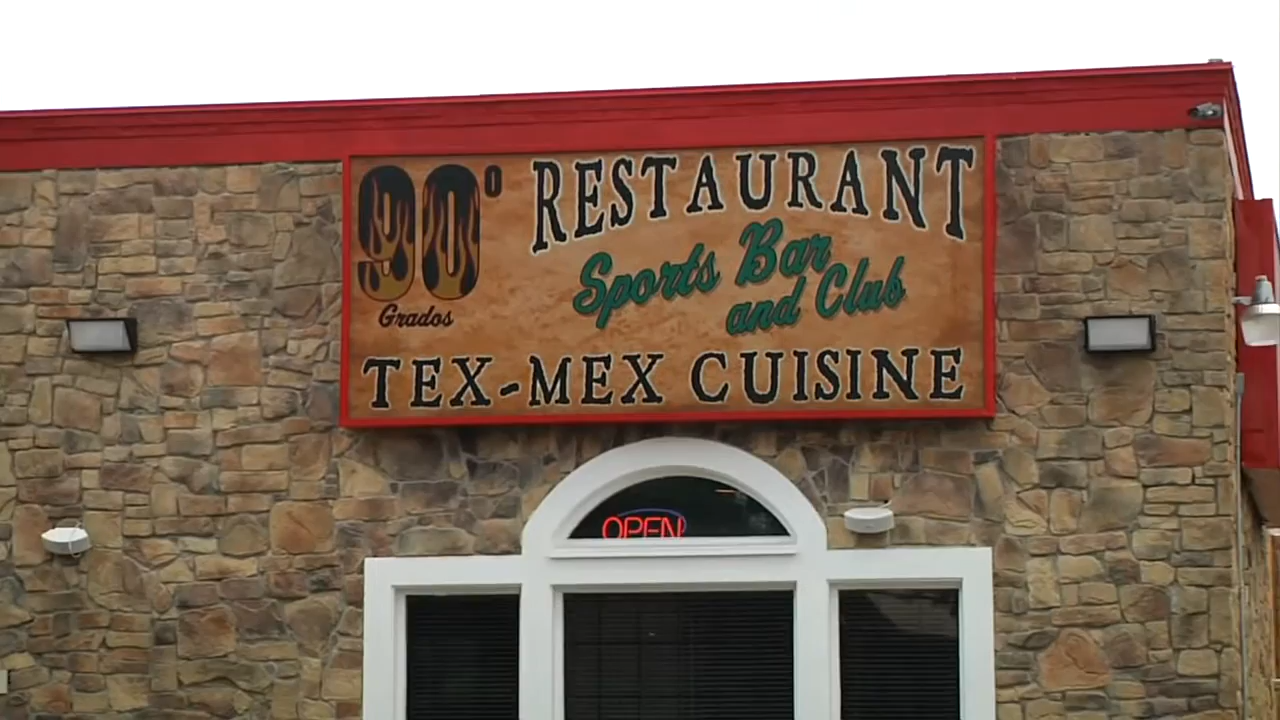 90°
Grados
RESTAURANT
Sports Bar
and Club
TEX-MEX CUISINE
OPEN